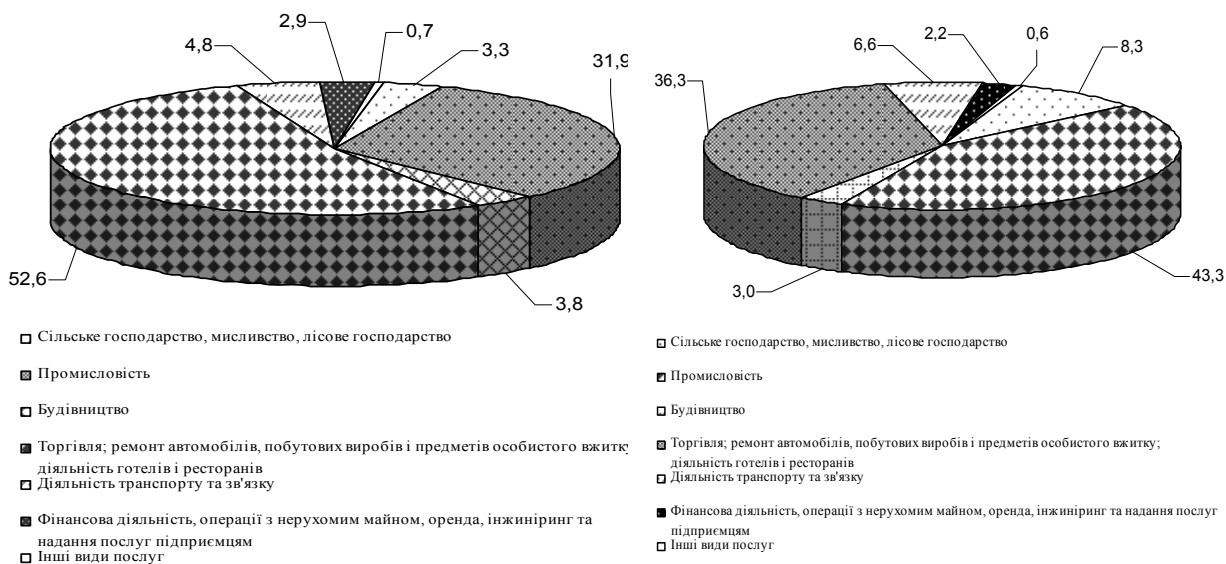 2,9
0,7
4,8
3,3
31,9
52,6
3,8
Сільське господарство, мисливство, лісове господарство
Промисловість
Будівництво
Торгівля; ремонт автомобілів, побутових виробів і предметів особистого вжитку
діяльність готелів і ресторанів
Діяльність транспорту та зв'язку
Фінансова діяльність, операції з нерухомим майном, оренда, інжиніринг та
надання послуг підприємцям
Інші види послуг
6,6
2,2
0,6
8,3
36,3
3,0
43,3
Сільське господарство, мисливство, лісове господарство
Промисловість
Будівництво
Торгівля; ремонт автомобілів, побутових виробів і предметів особистого вжитку;
діяльність готелів і ресторанів
Діяльність транспорту та зв'язку
Фінансова діяльність, операції з нерухомим майном, оренда, інжиніринг та надання послуг
підприємцям
Інші види послуг